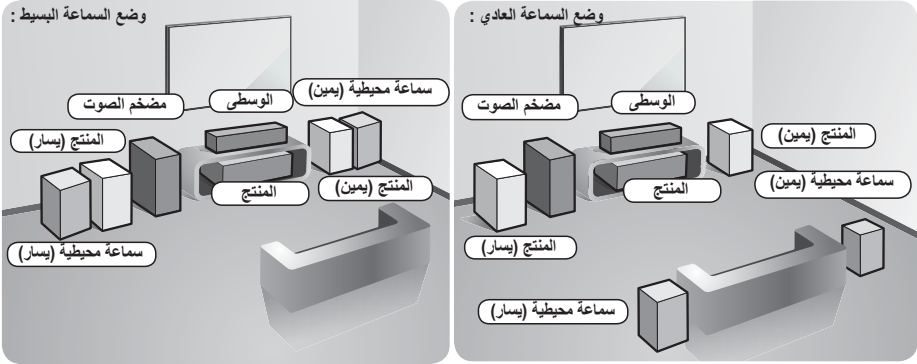 وضع السماعة العادي :
مضخم الصوت
الوسطى
المنتج (يمين)
سماعة محيطية (يمين)
المنتج
المنتج (يسار)
سماعة محيطية (يسار)
وضع السماعة البسيط :
سماعة محيطية (يمين)
الوسطى
مضخم الصوت
المنتج (يسار)
المنتج (يمين)
المنتج
سماعة محيطية (يسار)